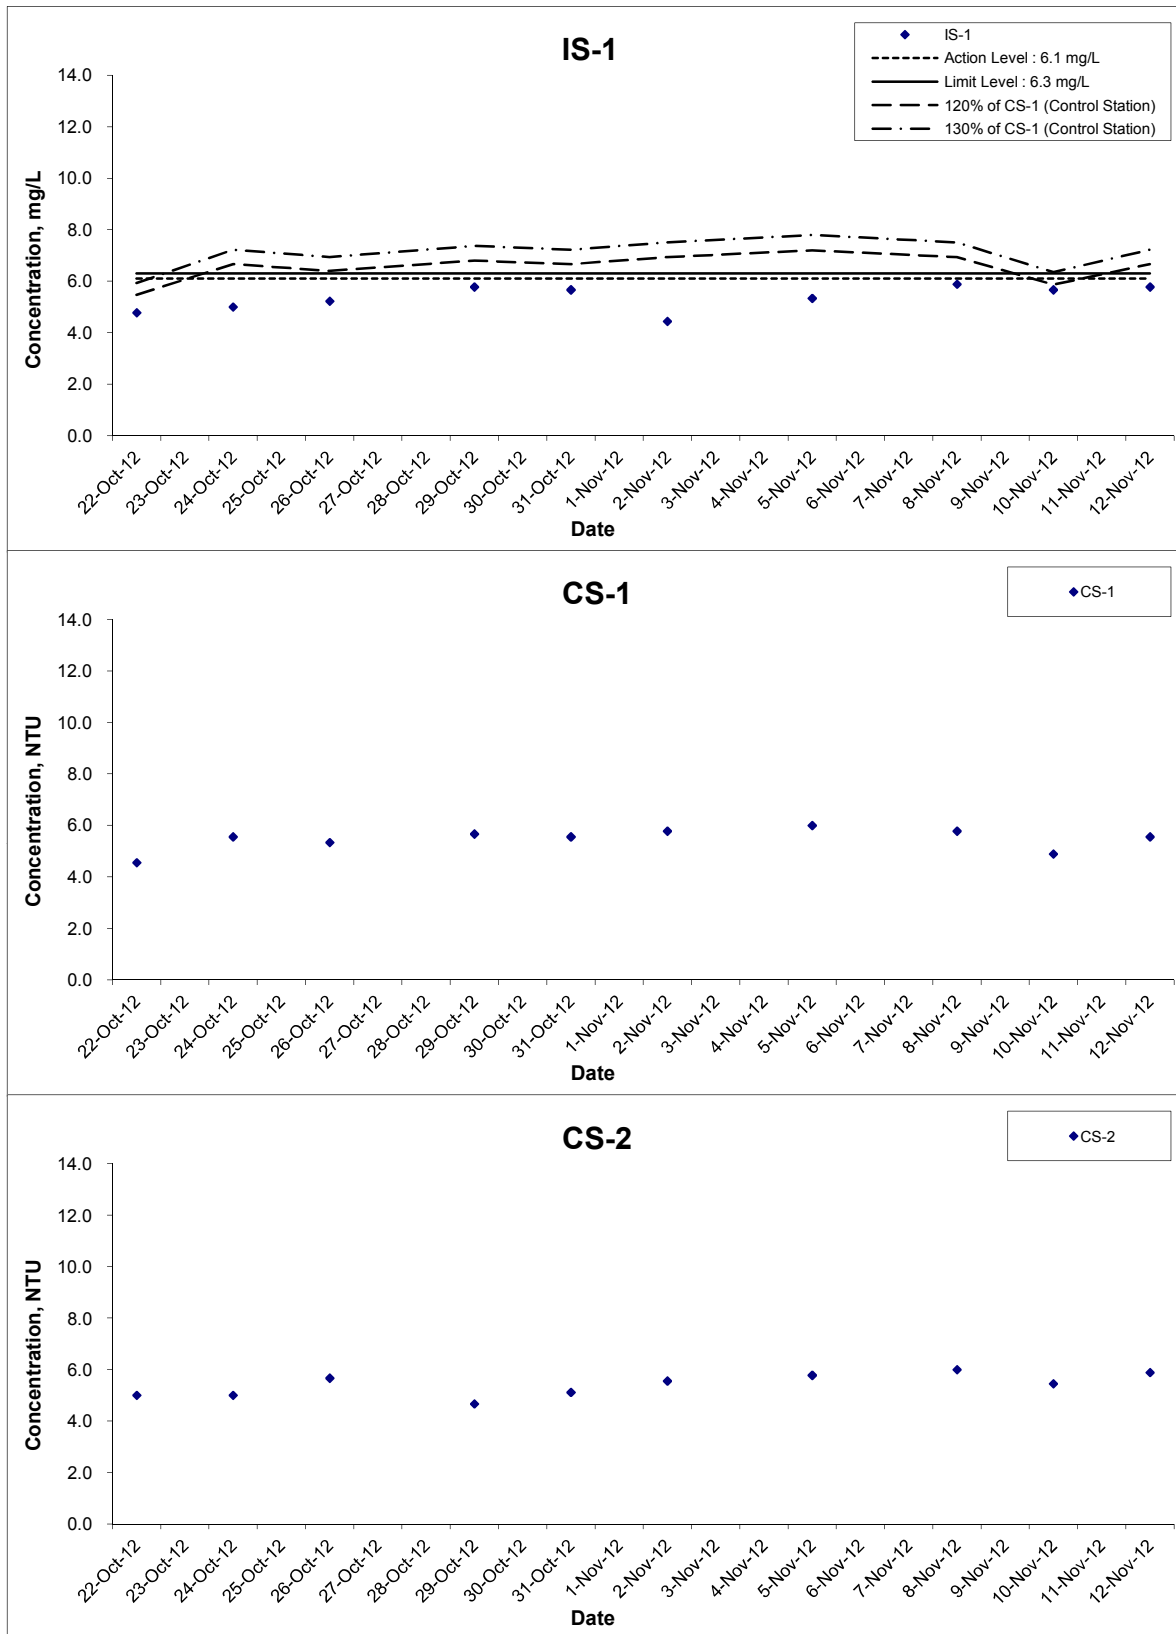 IS-1
IS-1
Action Level : 6.1 mg/L
Limit Level : 6.3 mg/L
120% of CS-1 (Control Station)
130% of CS-1 (Control Station)
Concentration, mg/L
14.0
12.0
10.0
8.0
6.0
4.0
2.0
0.0
22-Oct-12
23-Oct-12
24-Oct-12
25-Oct-12
26-Oct-12
27-Oct-12
28-Oct-12
29-Oct-12
30-Oct-12
31-Oct-12
1-Nov-12
2-Nov-12
3-Nov-12
4-Nov-12
5-Nov-12
6-Nov-12
7-Nov-12
8-Nov-12
9-Nov-12
10-Nov-12
11-Nov-12
12-Nov-12
Date
CS-1
CS-1
Concentration, NTU
14.0
12.0
10.0
8.0
6.0
4.0
2.0
0.0
22-Oct-12
23-Oct-12
24-Oct-12
25-Oct-12
26-Oct-12
27-Oct-12
28-Oct-12
29-Oct-12
30-Oct-12
31-Oct-12
1-Nov-12
2-Nov-12
3-Nov-12
4-Nov-12
5-Nov-12
6-Nov-12
7-Nov-12
8-Nov-12
9-Nov-12
10-Nov-12
11-Nov-12
12-Nov-12
Date
CS-2
CS-2
Concentration, NTU
14.0
12.0
10.0
8.0
6.0
4.0
2.0
0.0
22-Oct-12
23-Oct-12
24-Oct-12
25-Oct-12
26-Oct-12
27-Oct-12
28-Oct-12
29-Oct-12
30-Oct-12
31-Oct-12
1-Nov-12
2-Nov-12
3-Nov-12
4-Nov-12
5-Nov-12
6-Nov-12
7-Nov-12
8-Nov-12
9-Nov-12
10-Nov-12
11-Nov-12
12-Nov-12
Date